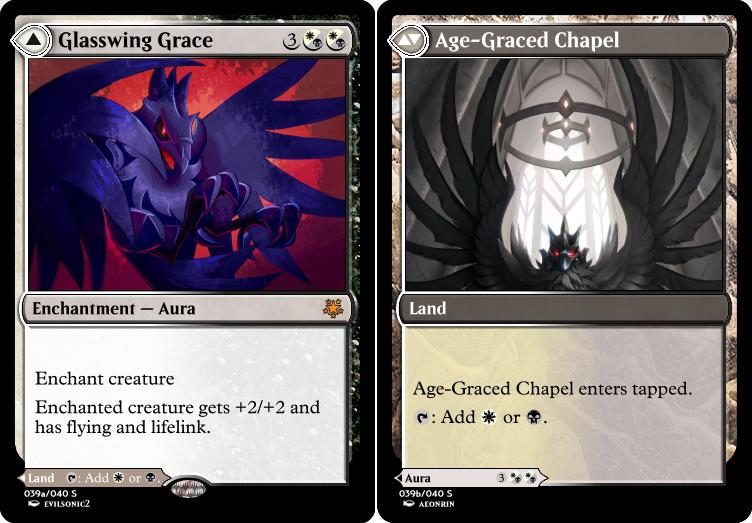 Glasswing Grace 3
Enchantment — Aura
Enchant creature
Enchanted creature gets +2/+2 and
has flying and lifelink.
Land : Add or .
039a/040 S
EVILSONIC2
Age-Graced Chapel
Land
Age-Graced Chapel enters tapped.
: Add or .
Aura 3
039b/040 S
AEONRIN